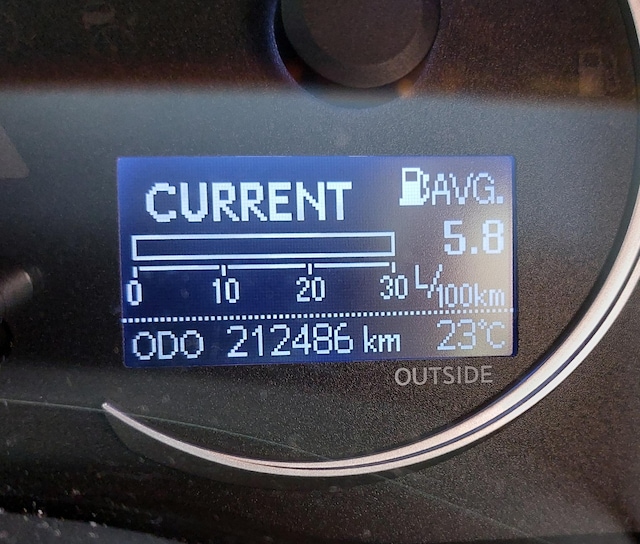 CURRENT AVG.
5.8
0 10 20 30 L/100km
ODO 212486 km 23°C
OUTSIDE